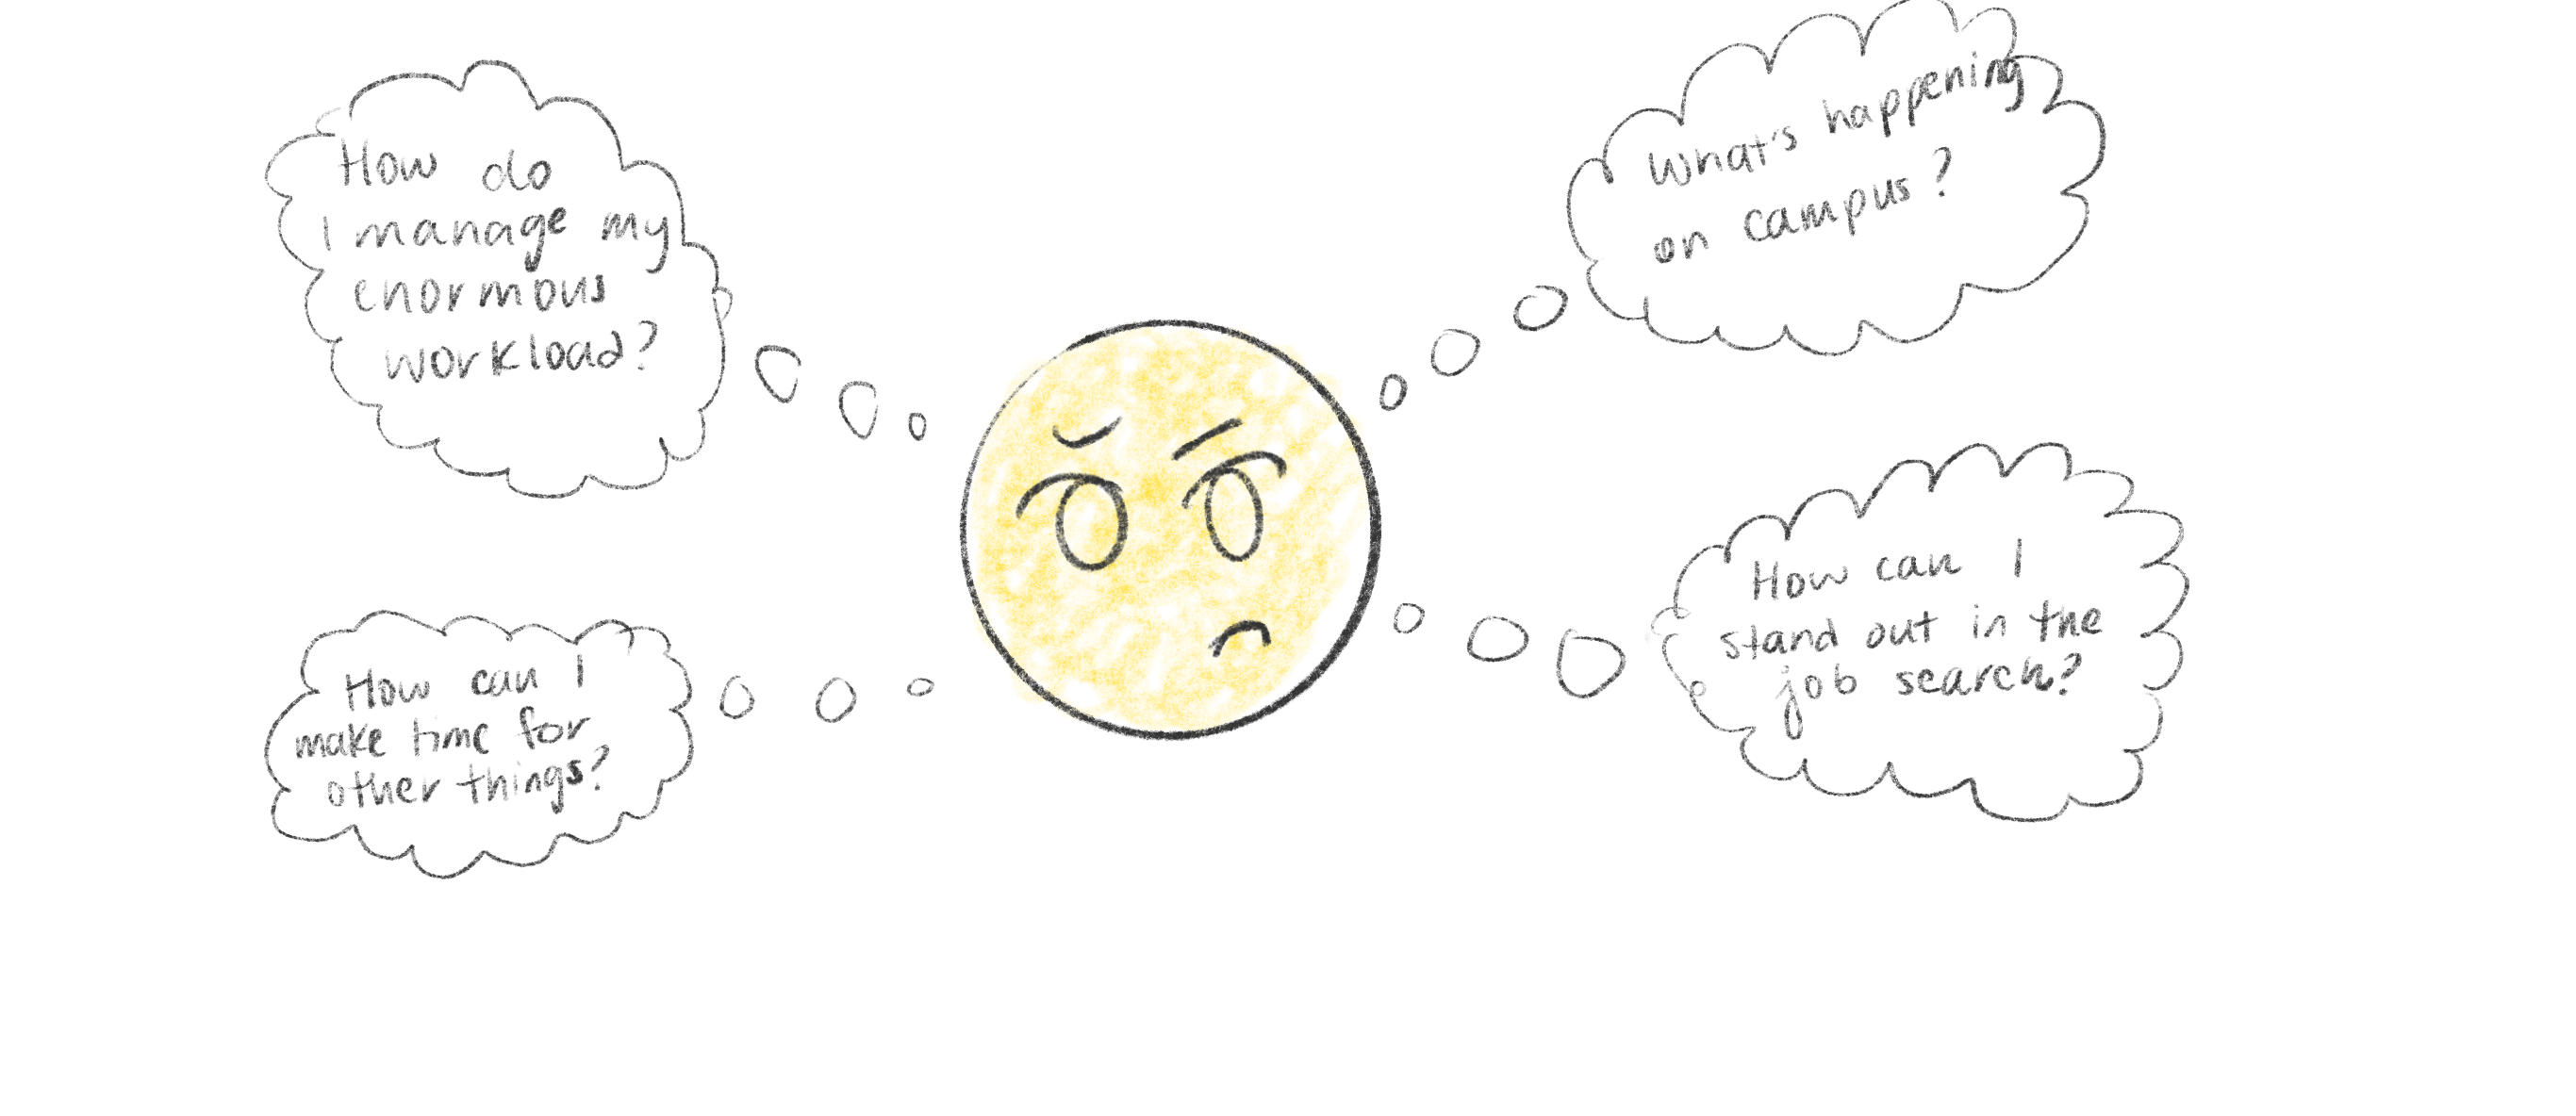 How do
I manage my
enormous
workload?
What's happening
on campus?
How can I
make time for
other things?
How can I
stand out in the
job search?